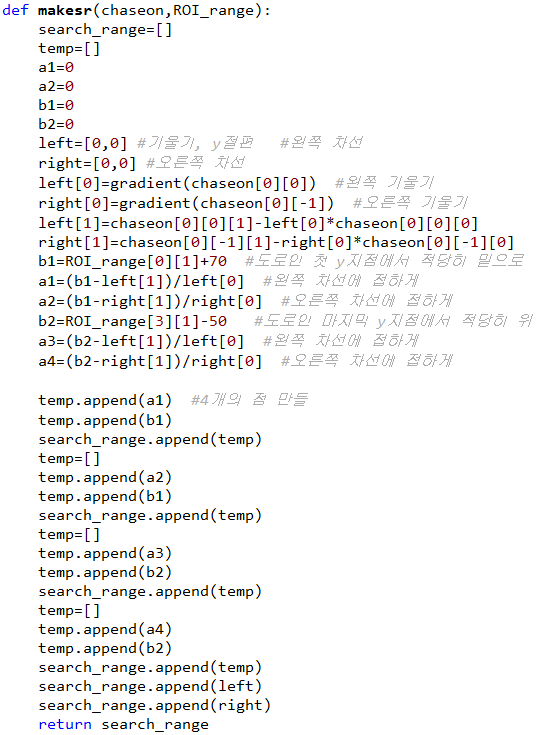 def makesr(chaseon,ROI_range):
    search_range=[]
    temp=[]
    a1=0
    a2=0
    b1=0
    b2=0
    left=[0,0] #기울기, y절편   #왼쪽 차선
    right=[0,0] #오른쪽 차선
    left[0]=gradient(chaseon[0][0])  #왼쪽 기울기
    right[0]=gradient(chaseon[0][-1])  #오른쪽 기울기
    left[1]=chaseon[0][0][1]-left[0]*chaseon[0][0][0]
    right[1]=chaseon[0][-1][1]-right[0]*chaseon[0][-1][0]
    b1=ROI_range[0][1]+70  #도로인 첫 y지점에서 적당히 밑으로
    a1=(b1-left[1])/left[0]  #왼쪽 차선에 접하게
    a2=(b1-right[1])/right[0]  #오른쪽 차선에 접하게
    b2=ROI_range[3][1]-50   #도로인 마지막 y지점에서 적당히 위
    a3=(b2-left[1])/left[0]  #왼쪽 차선에 접하게
    a4=(b2-right[1])/right[0]  #오른쪽 차선에 접하게

    temp.append(a1)  #4개의 점 만들
    temp.append(b1)
    search_range.append(temp)
    temp=[]
    temp.append(a2)
    temp.append(b1)
    search_range.append(temp)
    temp=[]
    temp.append(a3)
    temp.append(b2)
    search_range.append(temp)
    temp=[]
    temp.append(a4)
    temp.append(b2)
    search_range.append(temp)
    search_range.append(left)
    search_range.append(right)
    return search_range